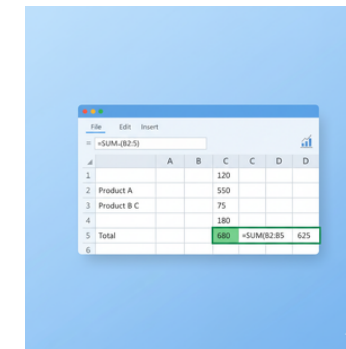 File Edit Insert
=SUM.(B2:5)
A B C C D D
1 120
2 Product A 550
3 Product B C 75
4 180
5 Total 680 =SUM(B2:B5 625
6